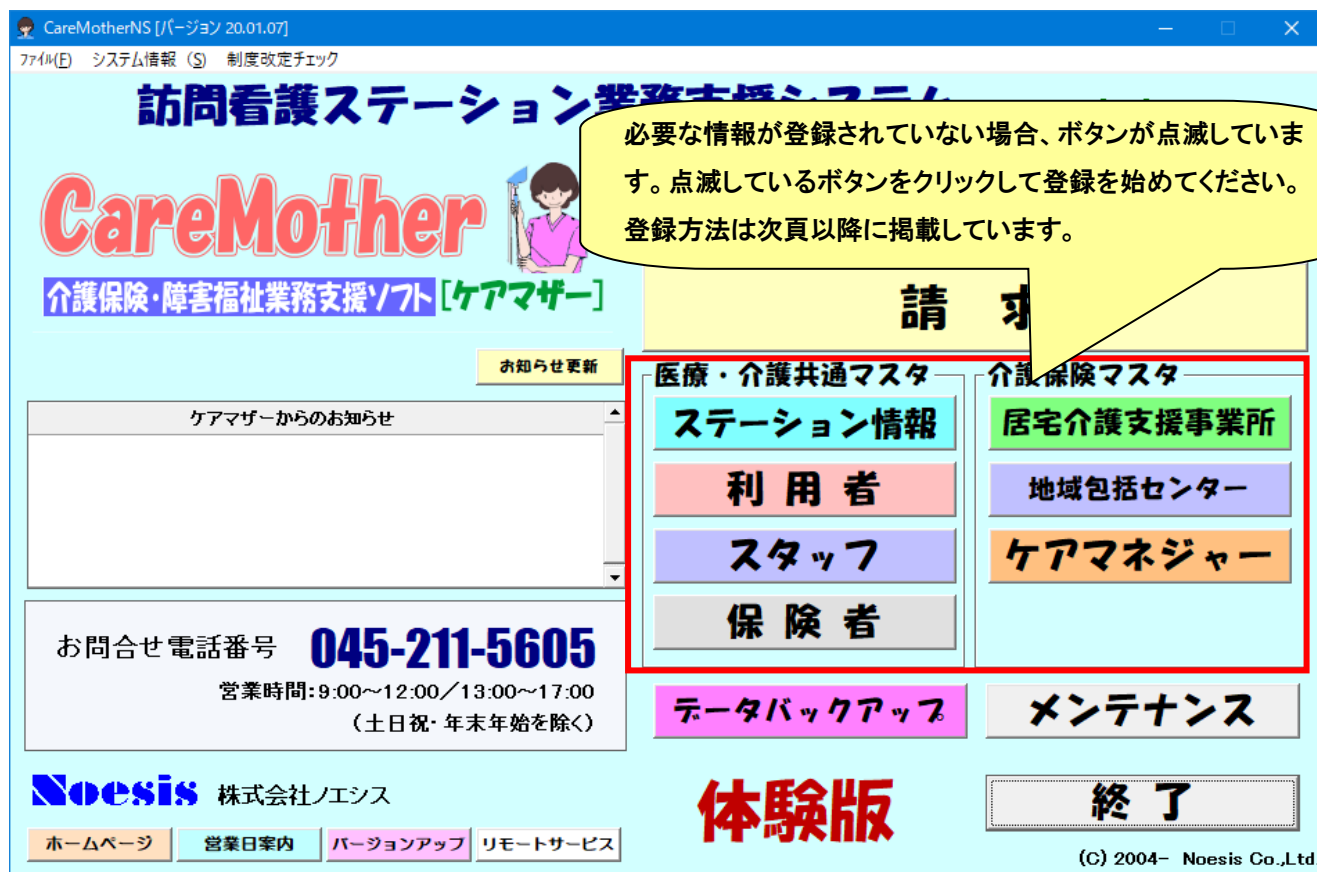 CareMotherNS [バージョン 20.01.07]
ファイル(F) システム情報 (S) 制度改定チェック
訪問看護ステーション業務支援システム
必要な情報が登録されていない場合、ボタンが点滅していま
す。点滅しているボタンをクリックして登録を始めてください。
登録方法は次頁以降に掲載しています。
CareMother
介護保険・障害福祉業務支援ソフト [ケアマザー]
請 求
お知らせ更新
ケアマザーからのお知らせ
医療・介護共通マスタ
介護保険マスタ
ステーション情報
居宅介護支援事業所
利 用 者
地域包括センター
スタッフ
ケアマネジャー
保 険 者
お問合せ電話番号 045-211-5605
営業時間:9:00~12:00/13:00~17:00
(土日祝・年末年始を除く)
データバックアップ
メンテナンス
Noesis 株式会社ノエシス
体験版
終 了
ホームページ
営業日案内
バージョンアップ
リモートサービス
(C) 2004- Noesis Co.,Ltd